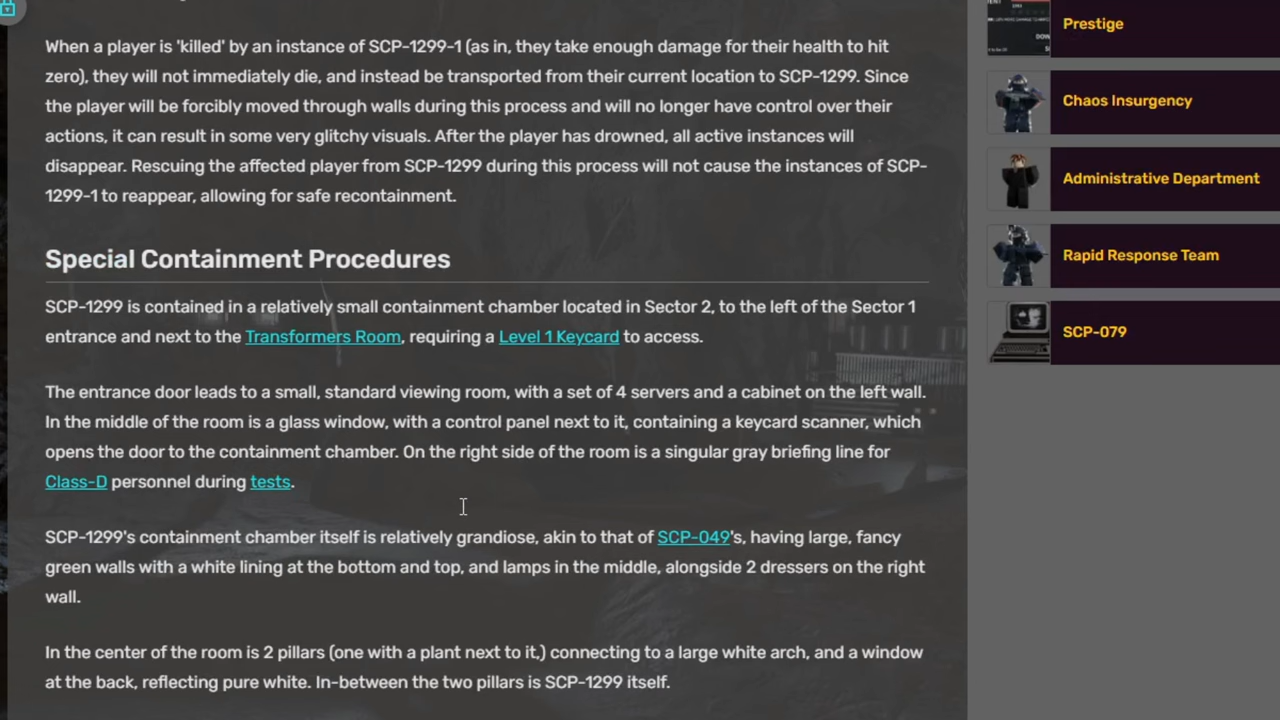 When a player is 'killed' by an instance of SCP-1299-1 (as in, they take enough damage for their health to hit
zero), they will not immediately die, and instead be transported from their current location to SCP-1299. Since
the player will be forcibly moved through walls during this process and will no longer have control over their
actions, it can result in some very glitchy visuals. After the player has drowned, all active instances will
disappear. Rescuing the affected player from SCP-1299 during this process will not cause the instances of SCP-
1299-1 to reappear, allowing for safe recontainment.
Special Containment Procedures
SCP-1299 is contained in a relatively small containment chamber located in Sector 2, to the left of the Sector 1
entrance and next to the Transformers Room, requiring a Level 1 Keycard to access.
The entrance door leads to a small, standard viewing room, with a set of 4 servers and a cabinet on the left wall.
In the middle of the room is a glass window, with a control panel next to it, containing a keycard scanner, which
opens the door to the containment chamber. On the right side of the room is a singular gray briefing line for
Class-D personnel during tests.
SCP-1299's containment chamber itself is relatively grandiose, akin to that of SCP-049's, having large, fancy
green walls with a white lining at the bottom and top, and lamps in the middle, alongside 2 dressers on the right
wall.
In the center of the room is 2 pillars (one with a plant next to it,) connecting to a large white arch, and a window
at the back, reflecting pure white. In-between the two pillars is SCP-1299 itself.
Prestige
Chaos Insurgency
Administrative Department
Rapid Response Team
SCP-079